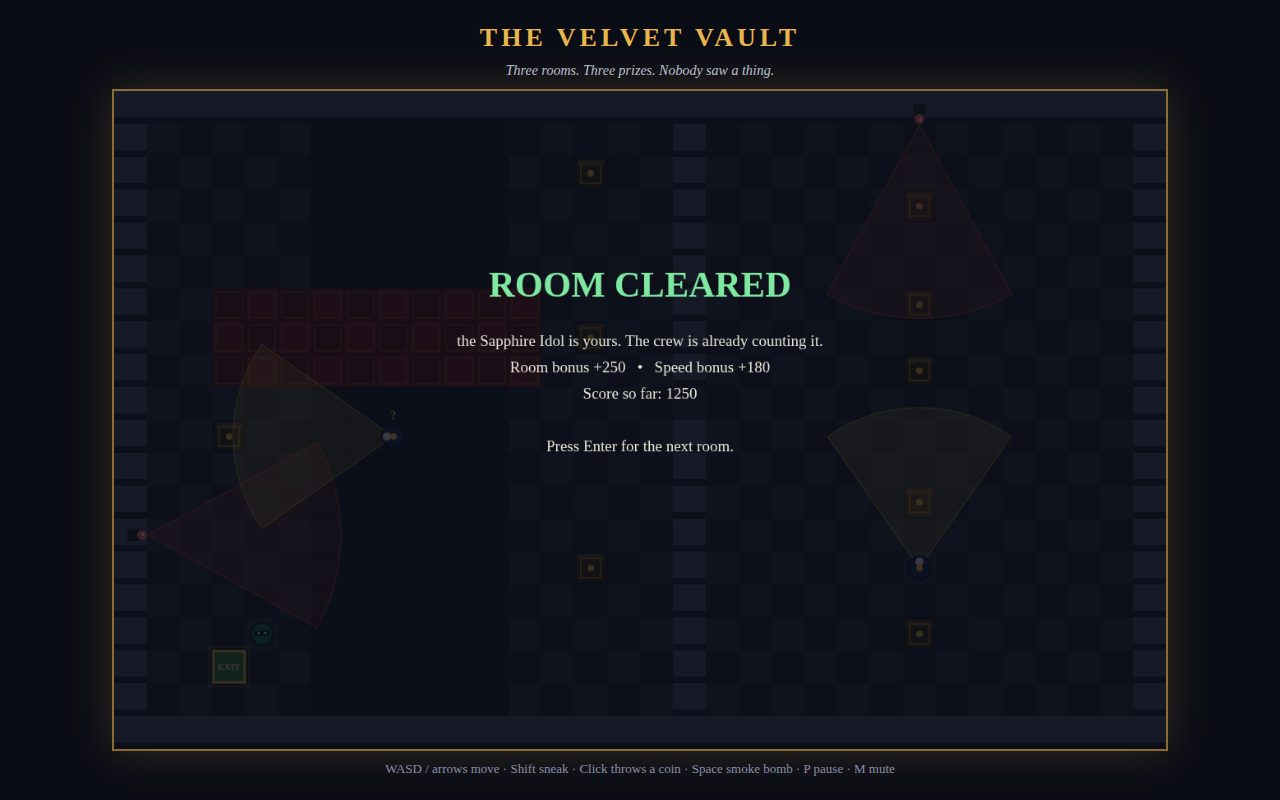 THE VELVET VAULT
Three rooms. Three prizes. Nobody saw a thing.
ROOM CLEARED
the Sapphire Idol is yours. The crew is already counting it.
Room bonus +250 • Speed bonus +180
Score so far: 1250
?
Press Enter for the next room.
EXIT
WASD / arrows move · Shift sneak · Click throws a coin · Space smoke bomb · P pause · M mute